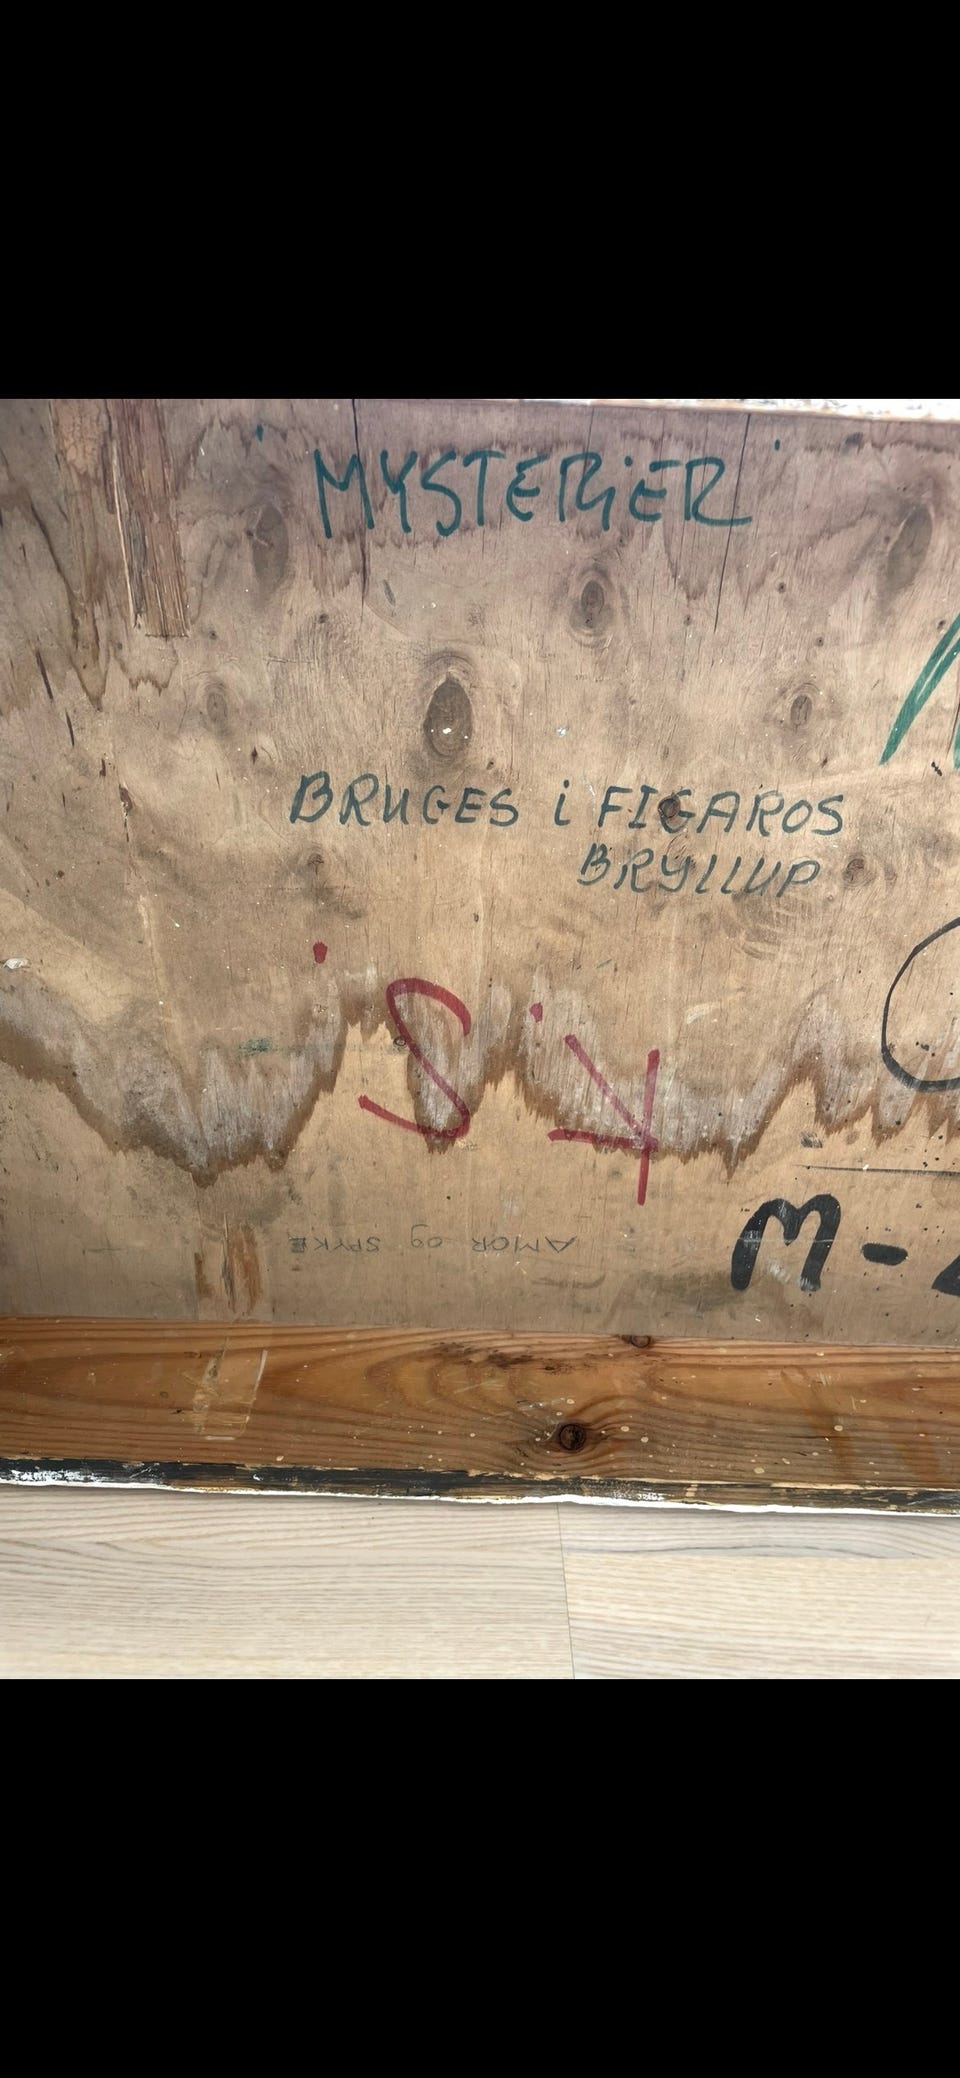 MYSTERiER
BRUGES i FIGAROS
BRYLLUP
AMOR og SPYKE
M-